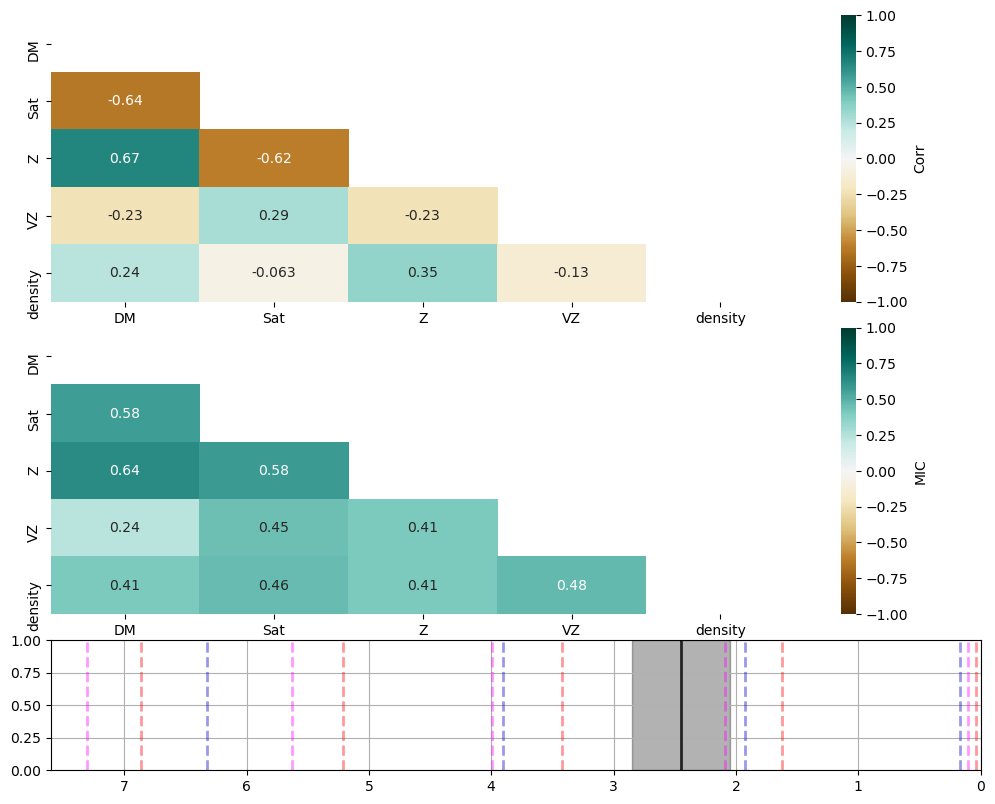 DM
Sat
Z
VZ
density
-0.64
0.67 -0.62
-0.23 0.29 -0.23
0.24 -0.063 0.35 -0.13
DM Sat Z VZ density
1.00
0.75
0.50
0.25
0.00
−0.25
−0.50
−0.75
−1.00
Corr
DM
Sat
Z
VZ
density
0.58
0.64 0.58
0.24 0.45 0.41
0.41 0.46 0.41 0.48
DM Sat Z VZ density
1.00
0.75
0.50
0.25
0.00
−0.25
−0.50
−0.75
−1.00
MIC
1.00
0.75
0.50
0.25
0.00
7 6 5 4 3 2 1 0